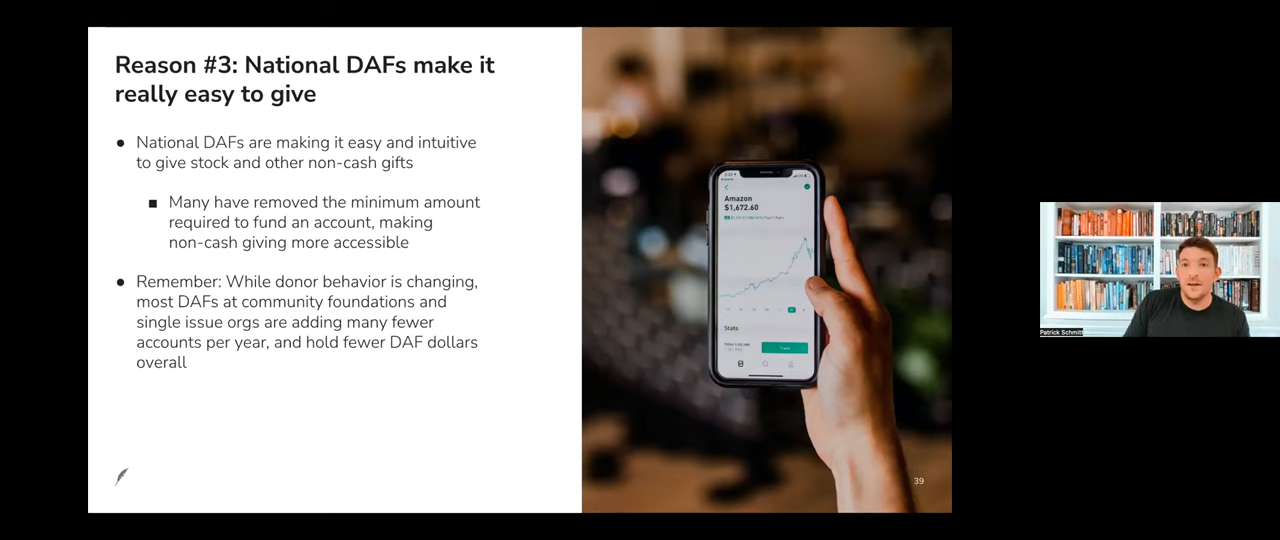 Reason #3: National DAFs make it
really easy to give
● National DAFs are making it easy and intuitive
to give stock and other non-cash gifts
■ Many have removed the minimum amount
required to fund an account, making
non-cash giving more accessible
● Remember: While donor behavior is changing,
most DAFs at community foundations and
single issue orgs are adding many fewer
accounts per year, and hold fewer DAF dollars
overall
Amazon
$1,672.60
Stats
Trade
39
Patrick Schmitt